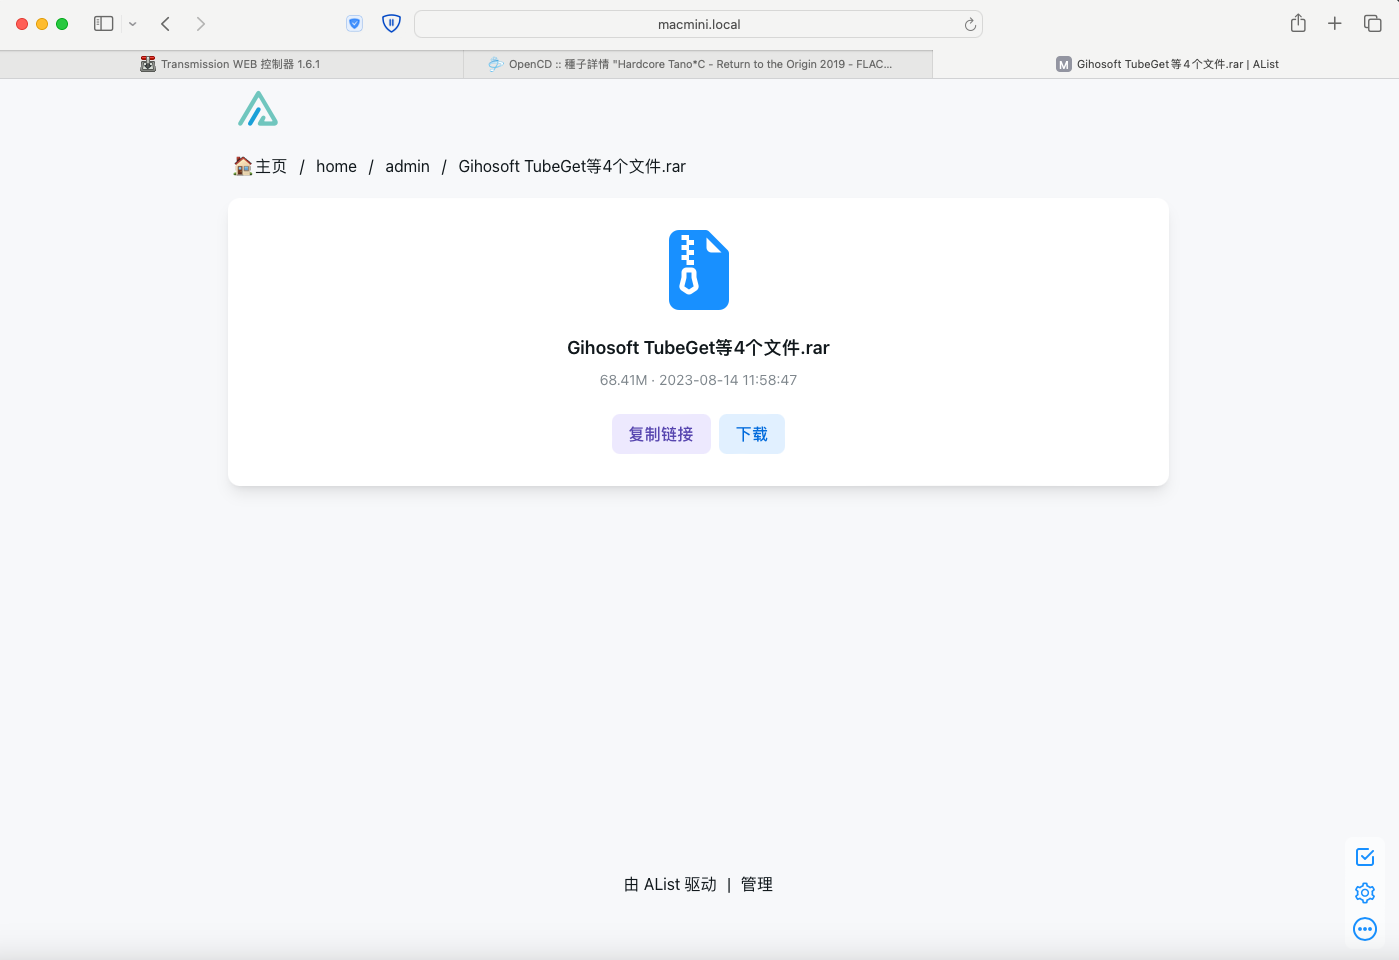 macmini.local
Transmission WEB 控制器 1.6.1
OpenCD :: 種子詳情 "Hardcore Tano*C - Return to the Origin 2019 - FLAC...
M Gihosoft TubeGet等4个文件.rar | AList
主页 / home / admin / Gihosoft TubeGet等4个文件.rar
Gihosoft TubeGet等4个文件.rar
68.41M · 2023-08-14 11:58:47
复制链接 下载
由 AList 驱动 | 管理